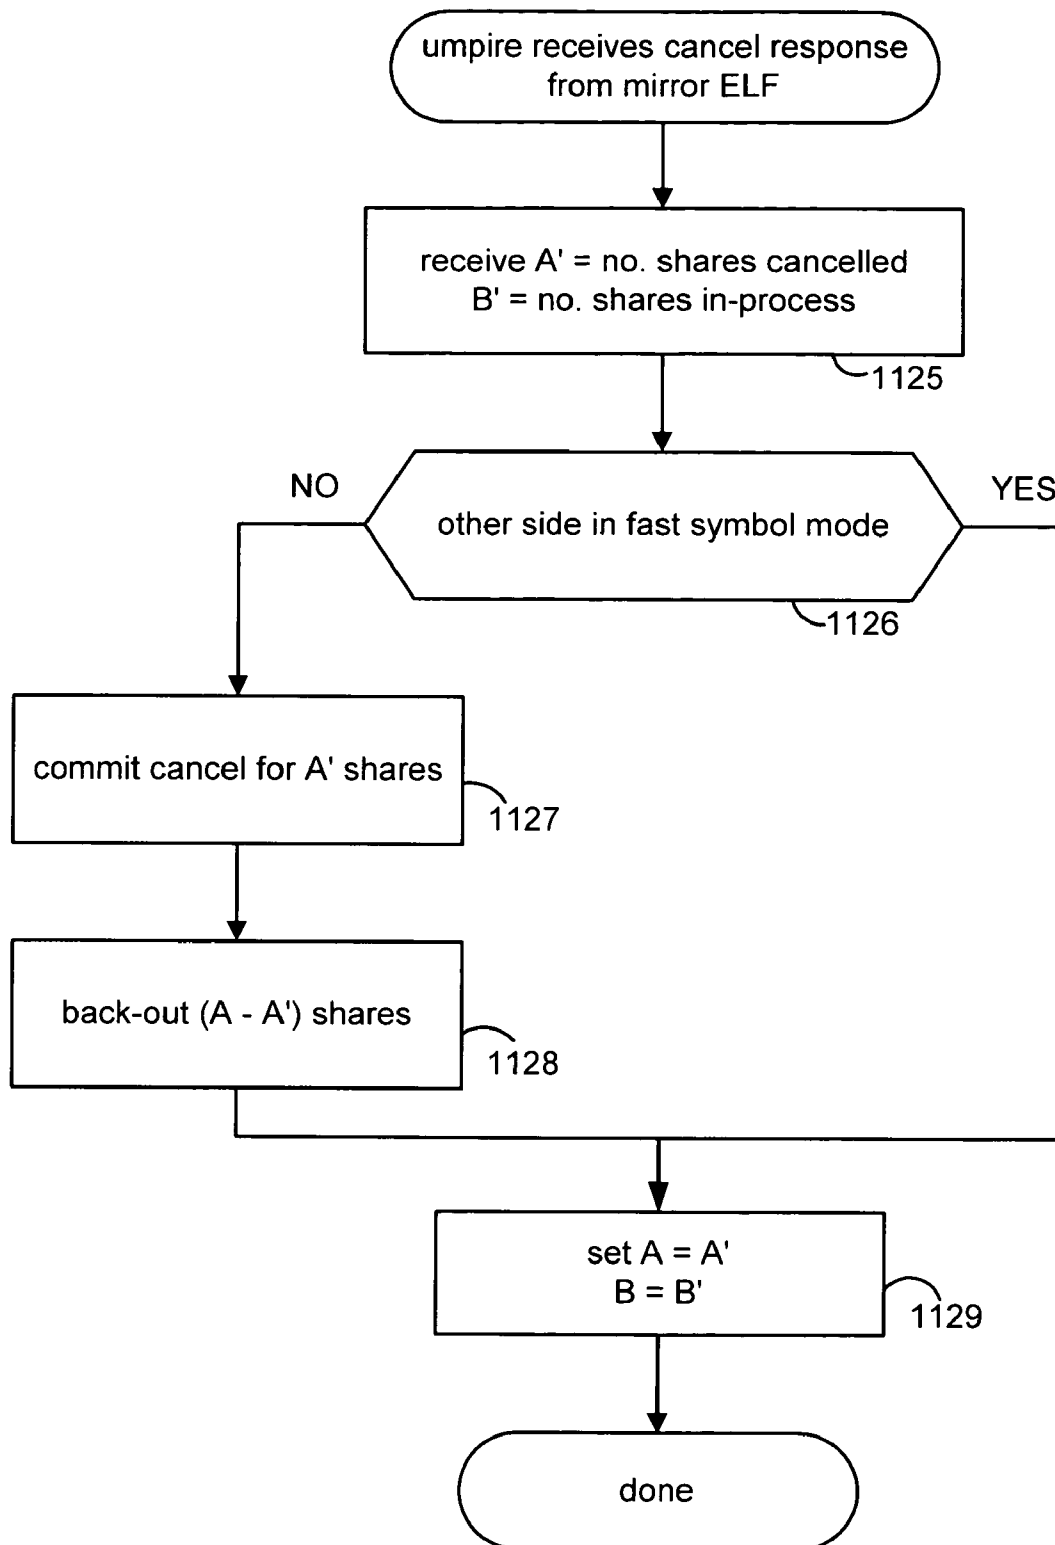 umpire receives cancel response
from mirror ELF
receive A' = no. shares cancelled
B' = no. shares in-process
1125
NO
YES
other side in fast symbol mode
1126
commit cancel for A' shares
1127
back-out (A - A') shares
1128
set A = A'
B = B'
1129
done